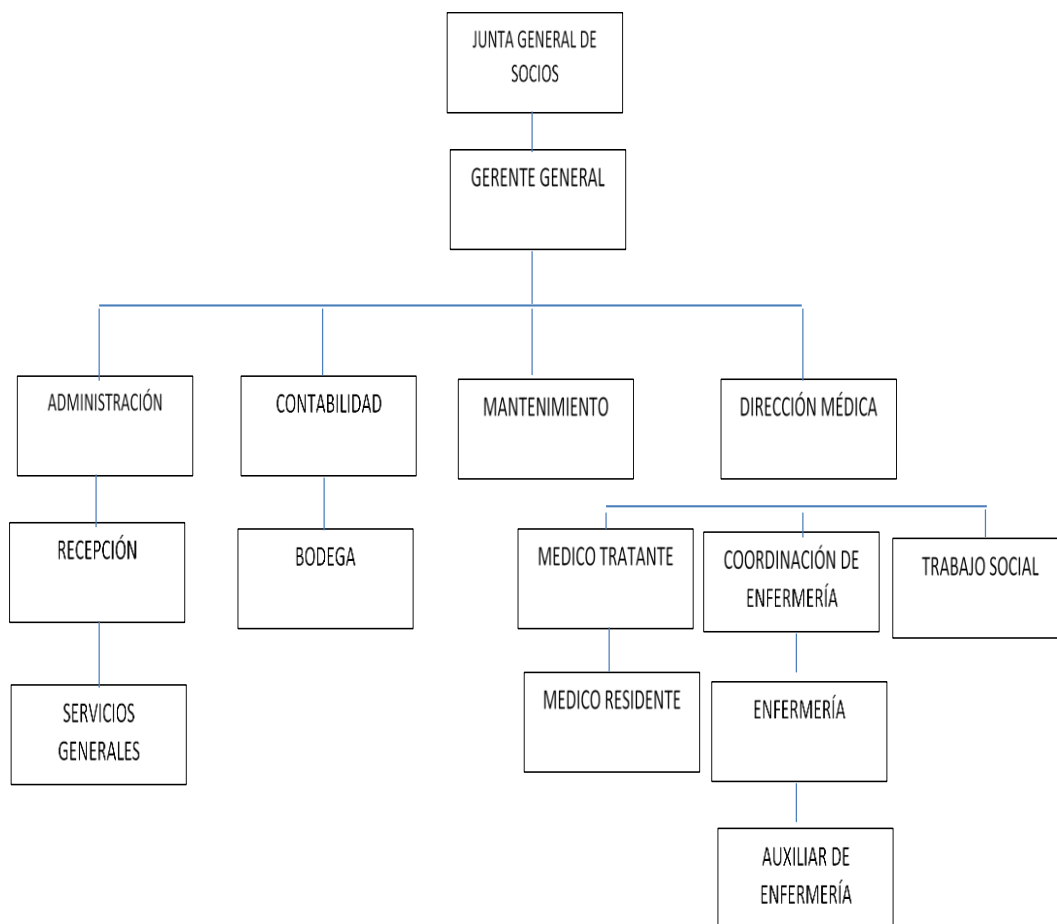 JUNTA GENERAL DE
SOCIOS
GERENTE GENERAL
ADMINISTRACIÓN
CONTABILIDAD
MANTENIMIENTO
DIRECCIÓN MÉDICA
RECEPCIÓN
BODEGA
MEDICO TRATANTE
COORDINACIÓN DE
ENFERMERÍA
TRABAJO SOCIAL
SERVICIOS
GENERALES
MEDICO RESIDENTE
ENFERMERÍA
AUXILIAR DE
ENFERMERÍA